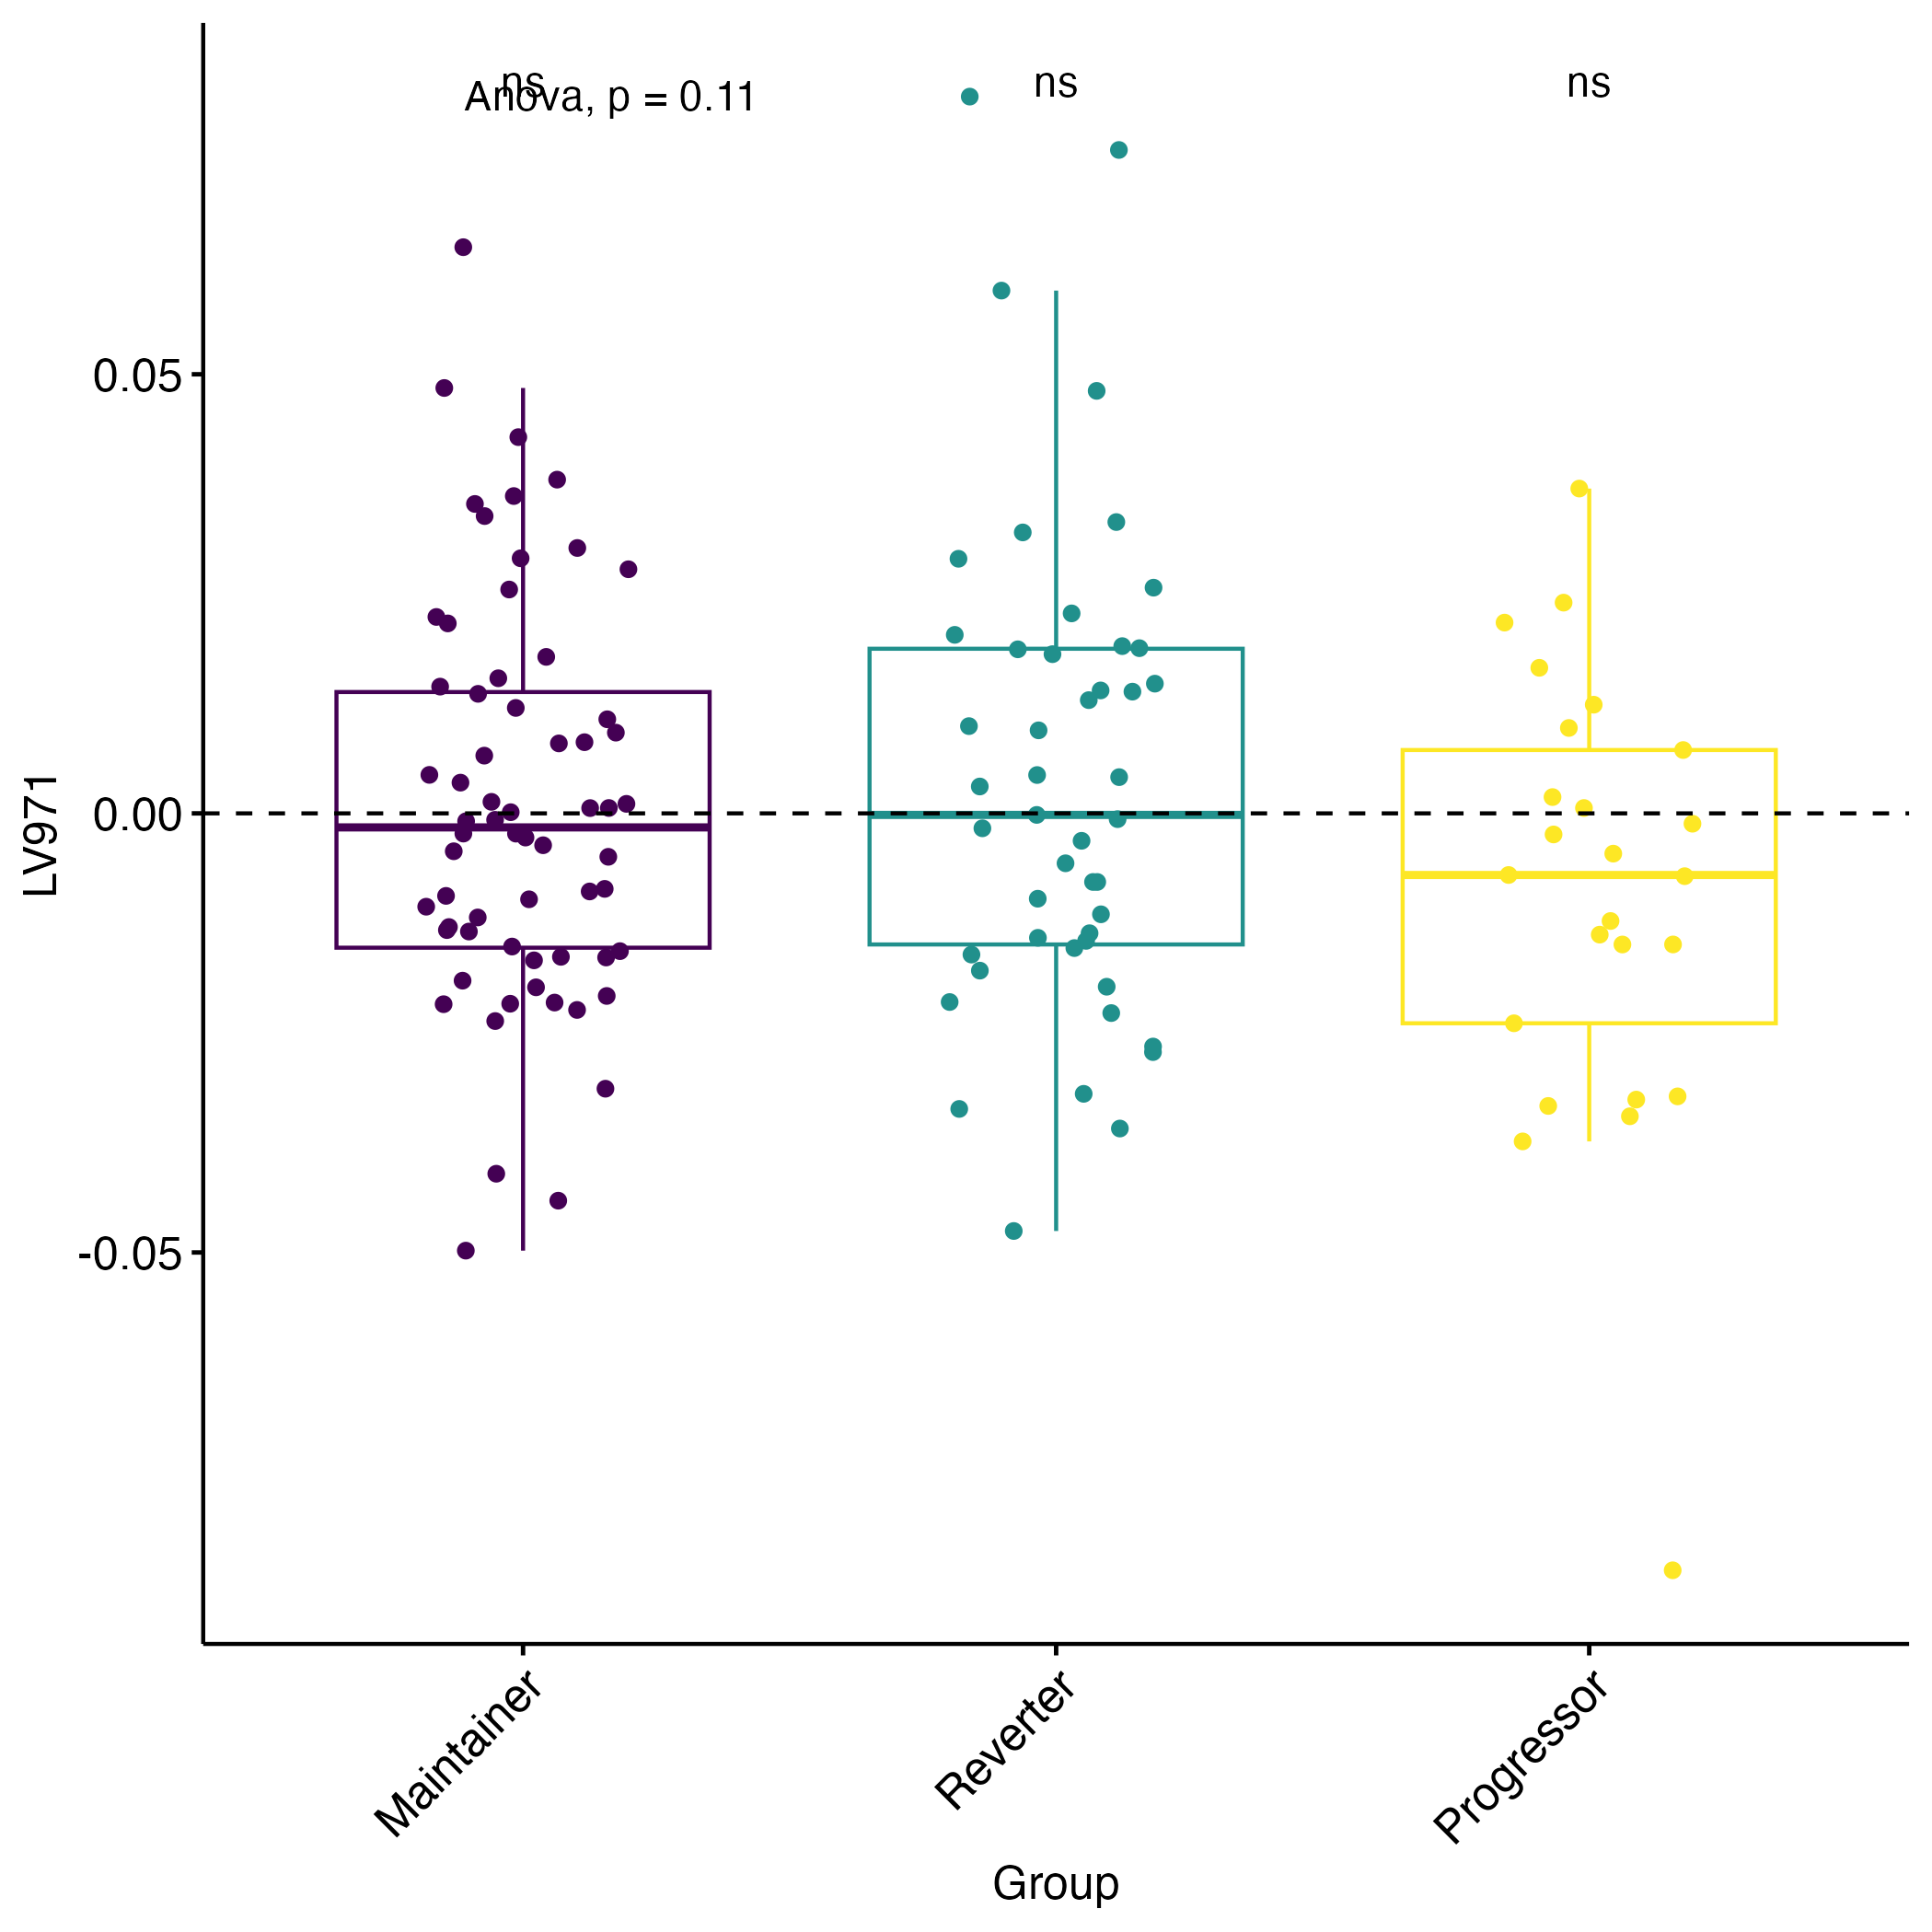 ns
Anova, p = 0.11
ns
ns
0.05
0.00
-0.05
LV971
Maintainer
Reverter
Progressor
Group